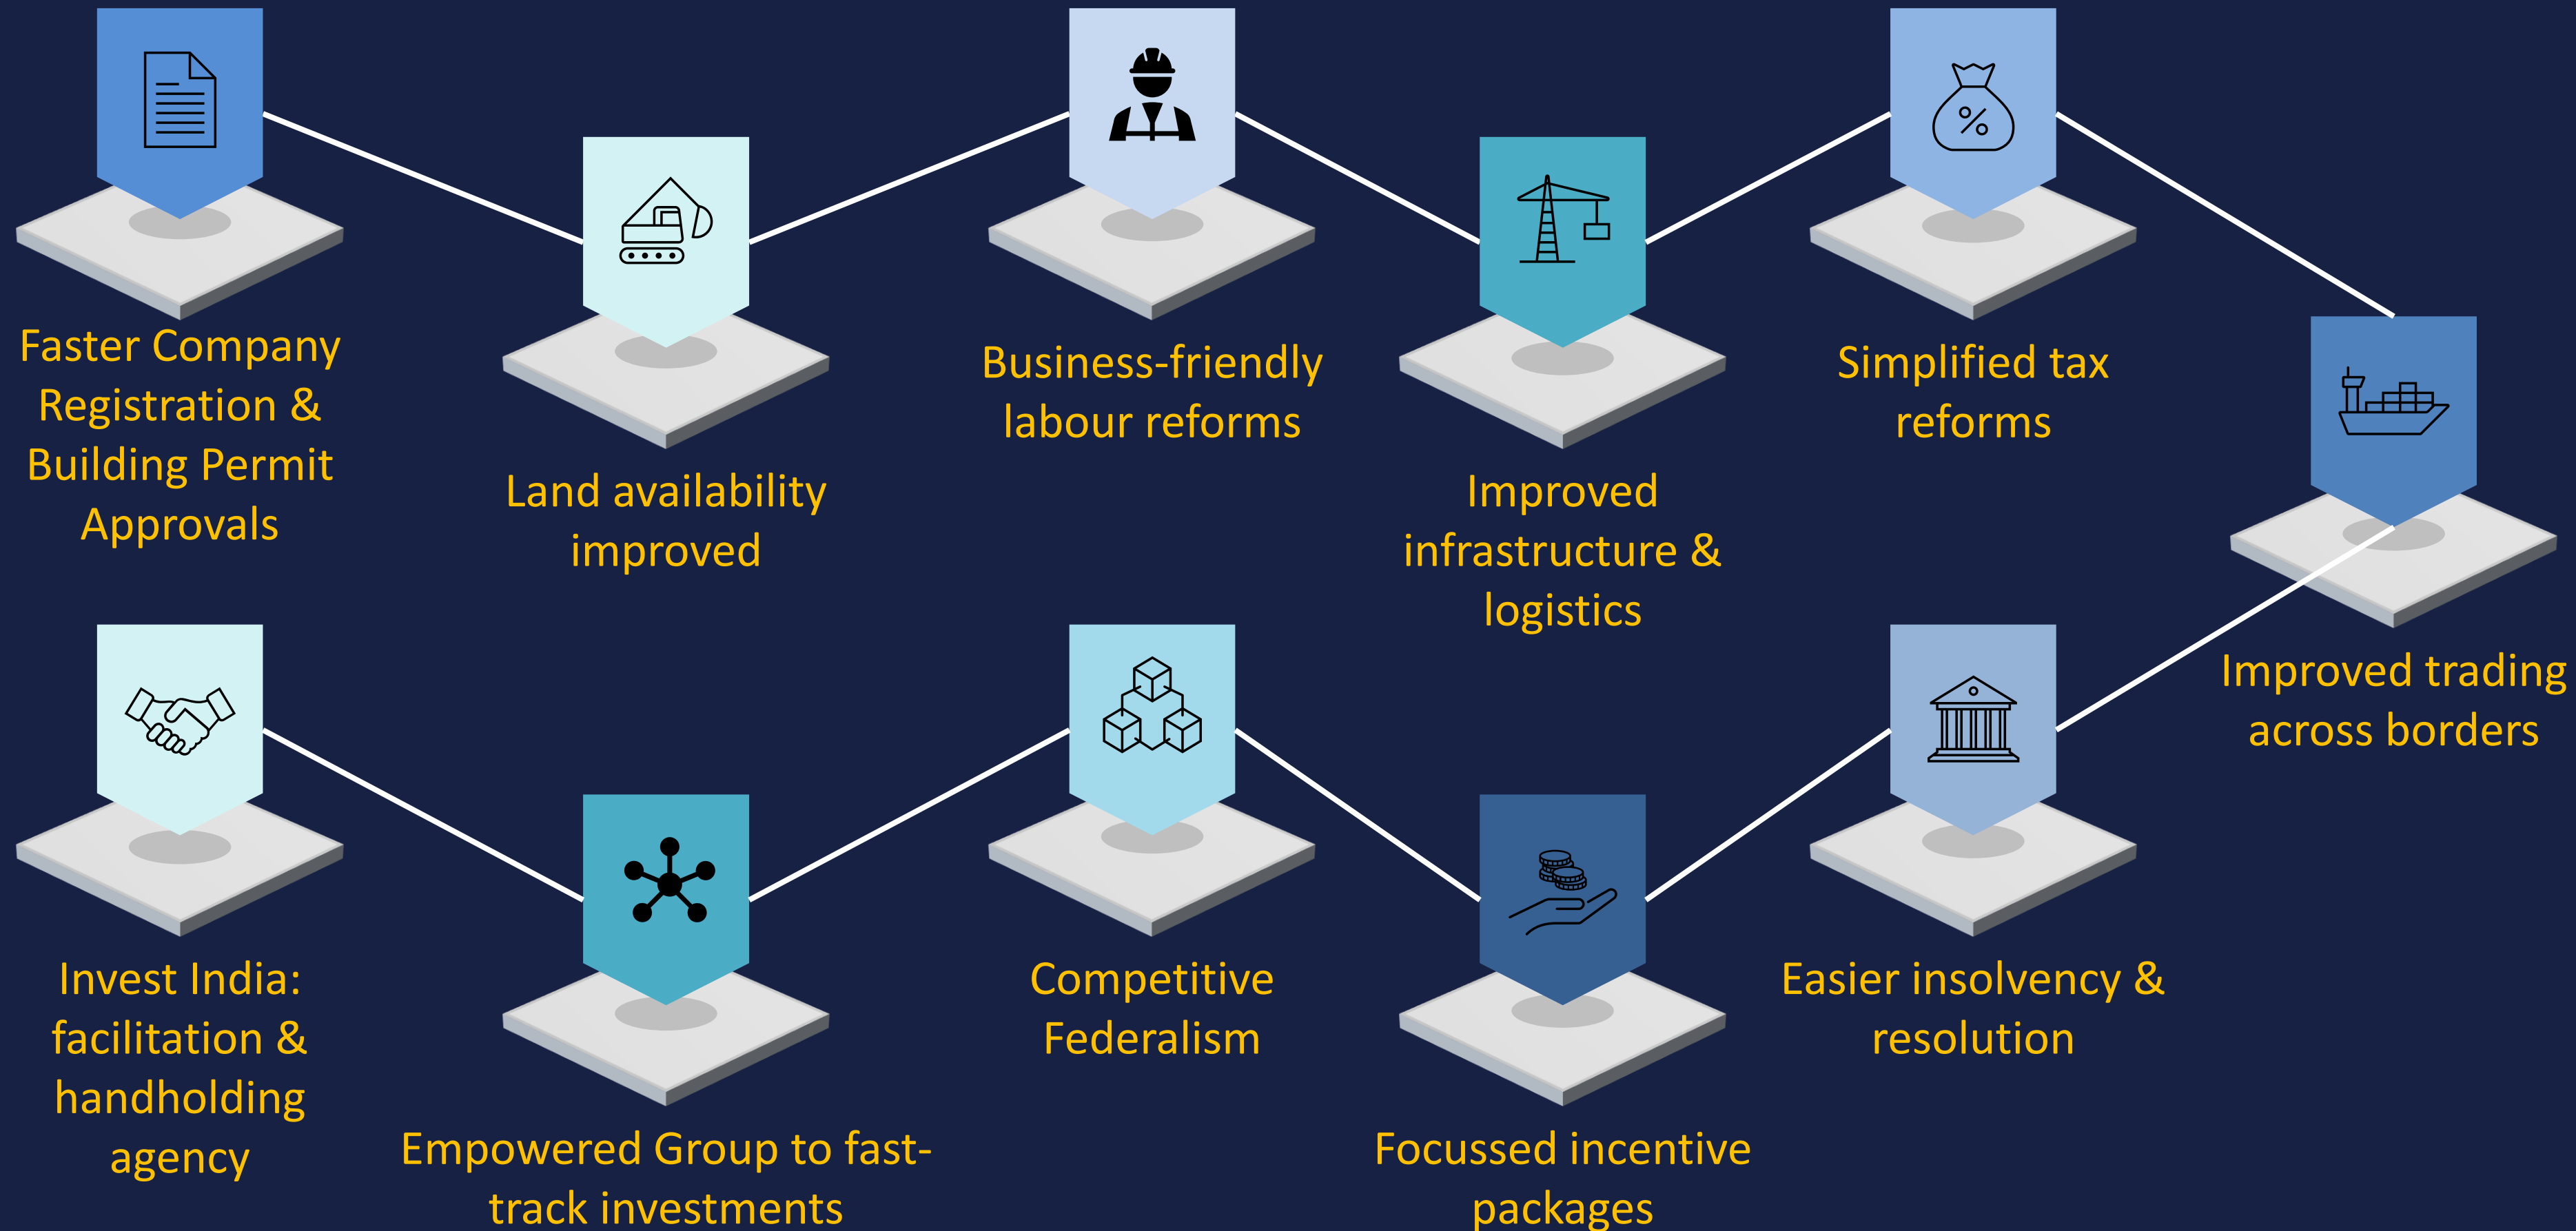 Faster Company
Registration &
Building Permit
Approvals
Land availability
improved
Business-friendly
labour reforms
Improved
infrastructure &
logistics
Simplified tax
reforms
Improved trading
across borders
Invest India:
facilitation &
handholding
agency
Empowered Group to fast-
track investments
Competitive
Federalism
Focussed incentive
packages
Easier insolvency &
resolution